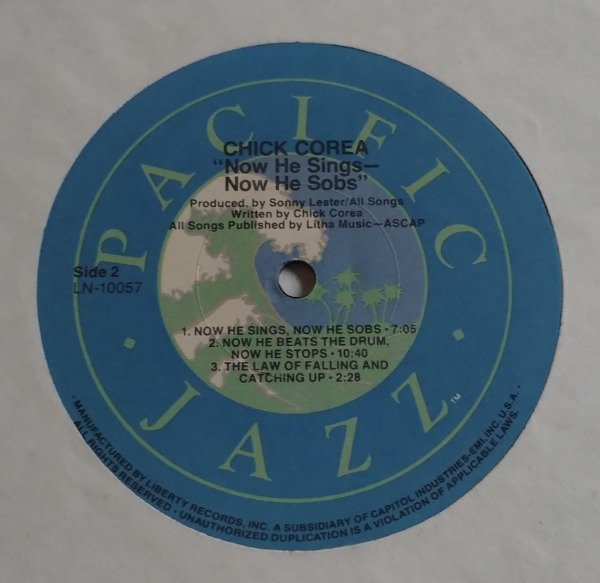 PACIFIC
JAZZ
CHICK COREA
"Now He Sings—
Now He Sobs"
Produced. by Sonny Lester/All Songs
Written by Chick Corea
All Songs Published by Litha Music—ASCAP
Side 2
LN-10057
1. NOW HE SINGS, NOW HE SOBS • 7:05
2. NOW HE BEATS THE DRUM,
NOW HE STOPS • 10:40
3. THE LAW OF FALLING AND
CATCHING UP • 2:28
TM
• MANUFACTURED BY LIBERTY RECORDS, INC. A SUBSIDIARY OF CAPITOL INDUSTRIES-EMI, INC. U.S.A. •
ALL RIGHTS RESERVED • UNAUTHORIZED DUPLICATION IS A VIOLATION OF APPLICABLE LAWS.